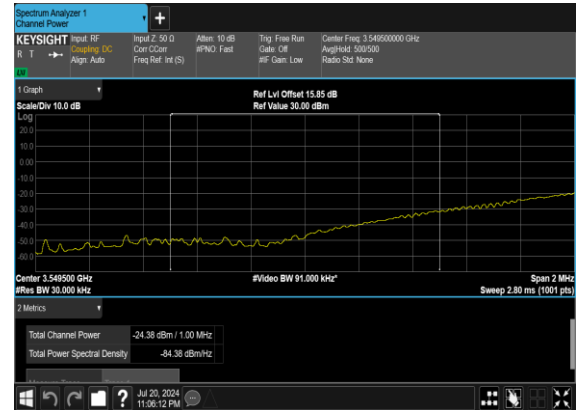 Spectrum Analyzer 1
Channel Power
+
KEYSIGHT
R T
Input: RF
Coupling: DC
Align: Auto
Input Z: 50 Ω
Corr CCorr
Freq Ref: Int (S)
Atten: 10 dB
#PNO: Fast
Trig: Free Run
Gate: Off
#IF Gain: Low
Center Freq: 3.549500000 GHz
Avg|Hold: 500/500
Radio Std: None
1 Graph
Scale/Div 10.0 dB
Ref Lvl Offset 15.85 dB
Ref Value 30.00 dBm
Log
20.0
10.0
0.00
-10.0
-20.0
-30.0
-40.0
-50.0
-60.0
Center 3.549500 GHz
#Video BW 91.000 kHz*
Span 2 MHz
#Res BW 30.000 kHz
Sweep 2.80 ms (1001 pts)
2 Metrics
Total Channel Power -24.38 dBm / 1.00 MHz
Total Power Spectral Density -84.38 dBm/Hz
?
Jul 20, 2024
11:06:12 PM